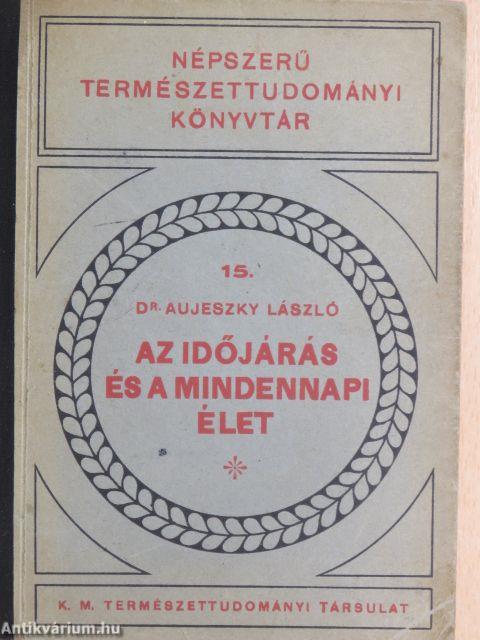 NÉPSZERŰ
TERMÉSZETTUDOMÁNYI
KÖNYVTÁR
15.
DR. AUJESZKY LÁSZLÓ
AZ IDŐJÁRÁS
ÉS A MINDENNAPI
ÉLET
K. M. TERMÉSZETTUDOMÁNYI TÁRSULAT
Antikvárium.hu